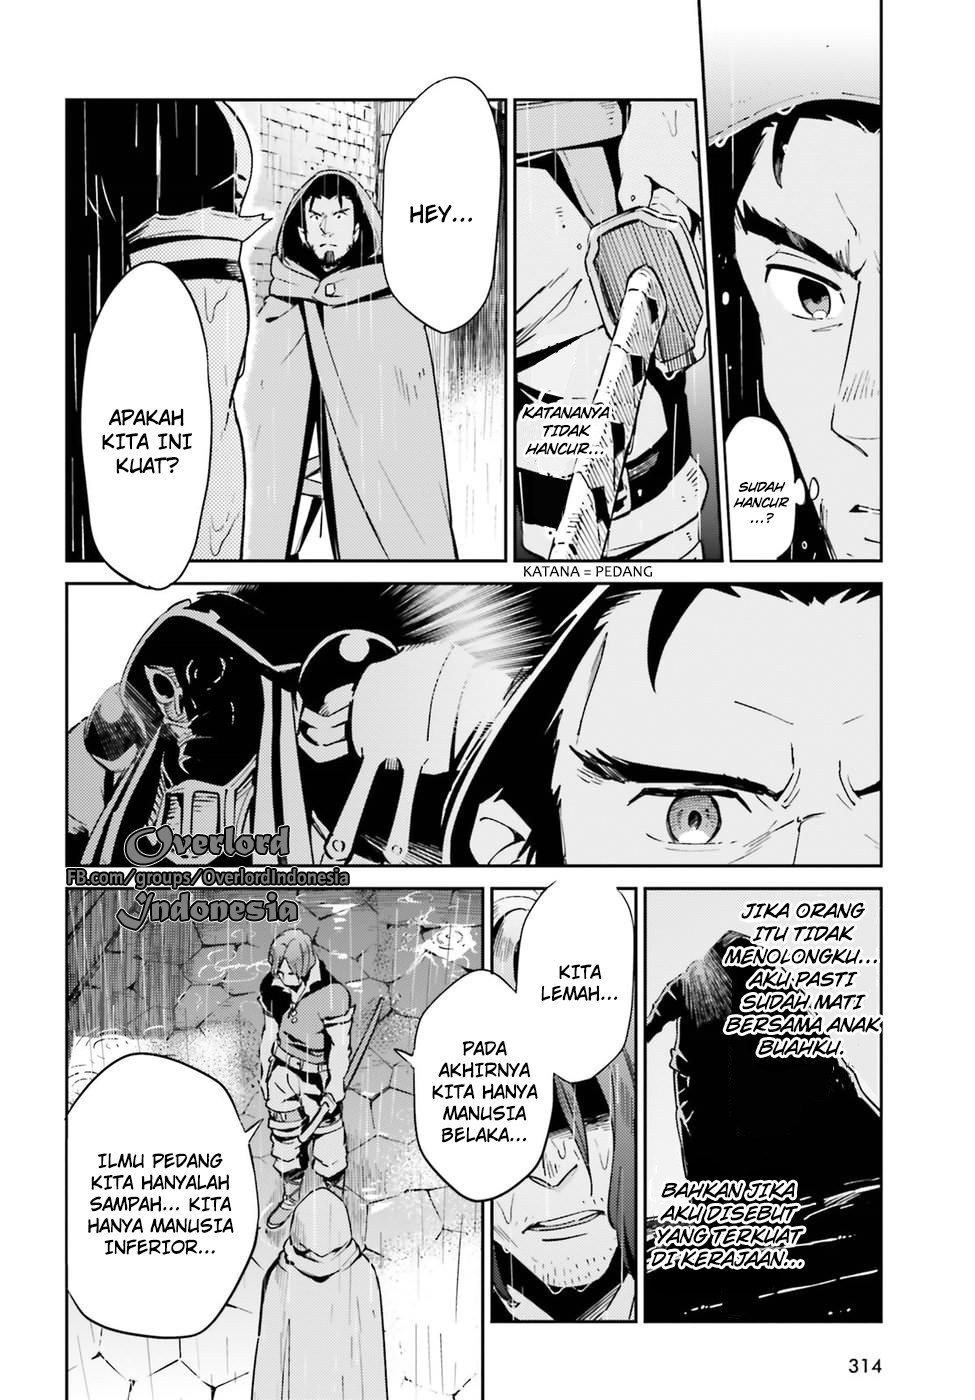 SUDAH
HANCUR
...?
KATANANYA
TIDAK
HANCUR...
KATANA = PEDANG
HEY...
APAKAH
KITA INI
KUAT?
Overlord
FB.com/groups/OverlordIndonesia
Indonesia
JIKA ORANG
ITU TIDAK
MENOLONGKU...
AKU PASTI
SUDAH MATI
BERSAMA ANAK
BUAHKU.
BAHKAN JIKA
AKU DISEBUT
YANG TERKUAT
DI KERAJAAN...
KITA
LEMAH...
PADA
AKHIRNYA
KITA HANYA
MANUSIA
BELAKA...
ILMU PEDANG
KITA HANYALAH
SAMPAH... KITA
HANYA MANUSIA
INFERIOR...
314